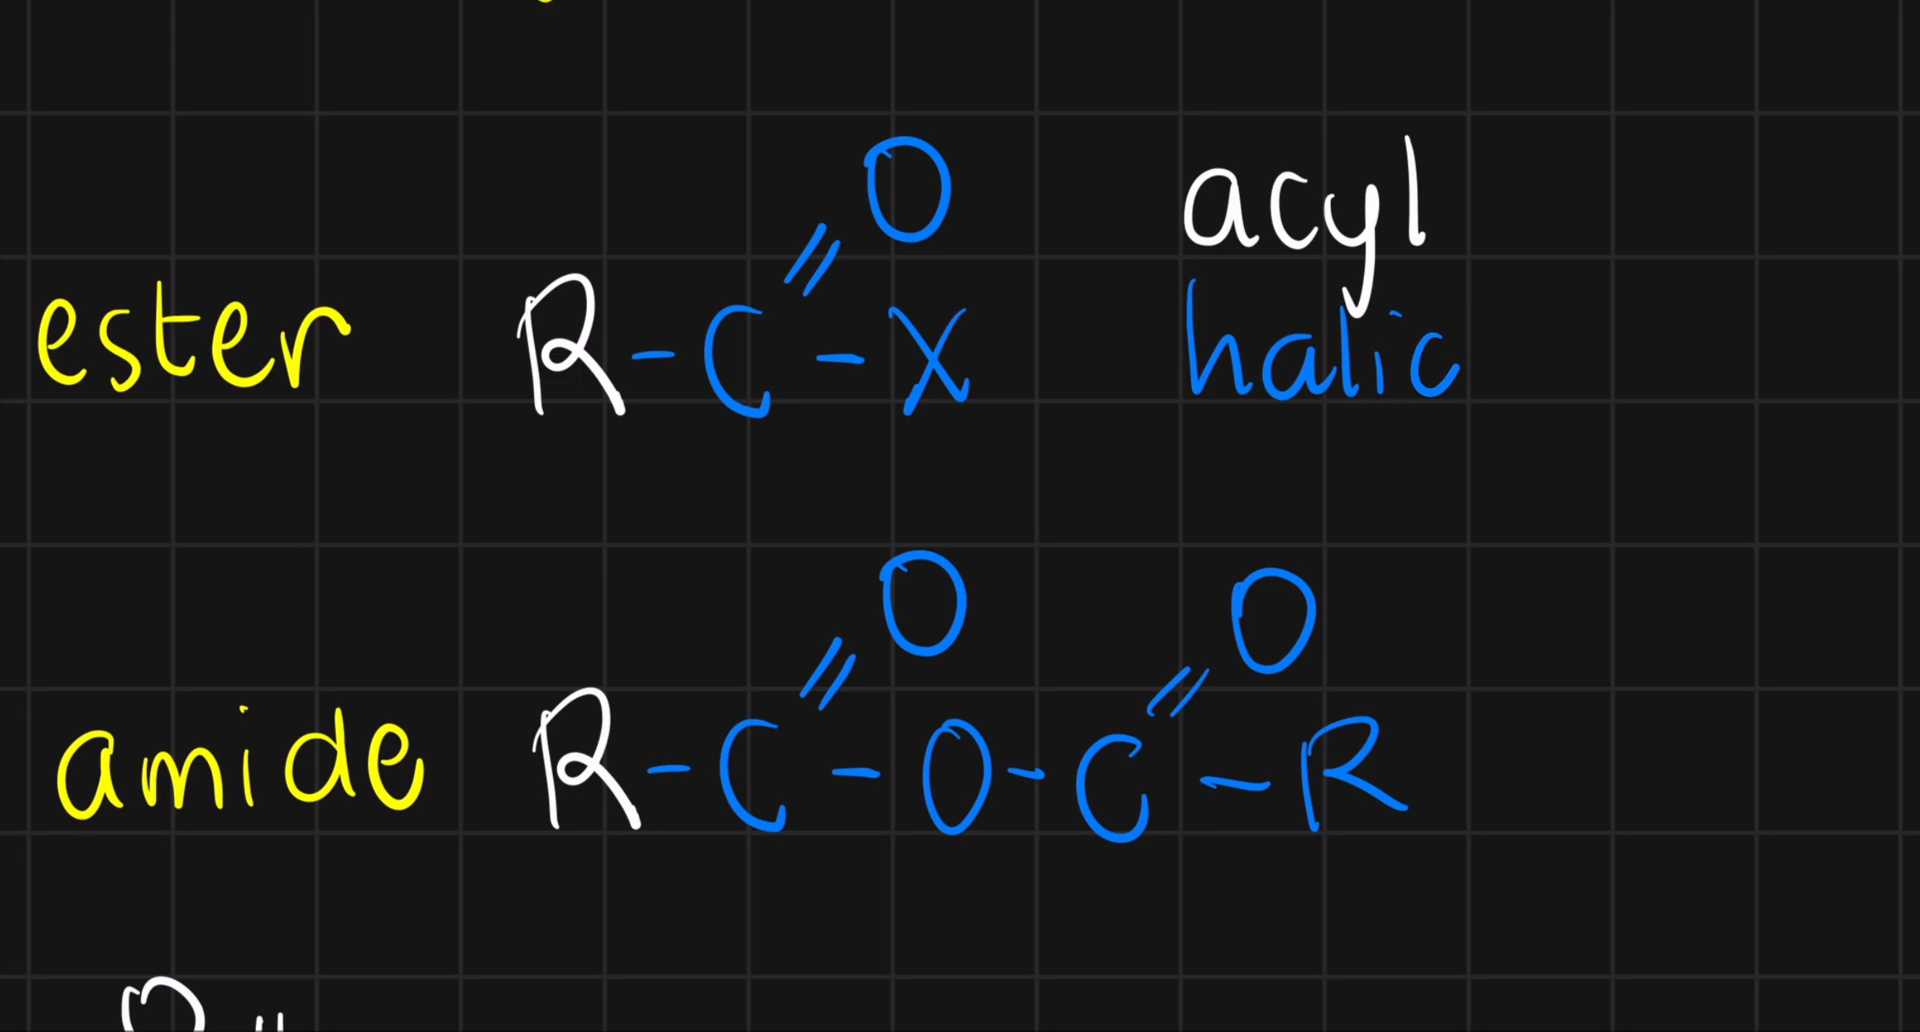 O
acyl
ester R-C-X halic
O O
amide R-C-O-C-R